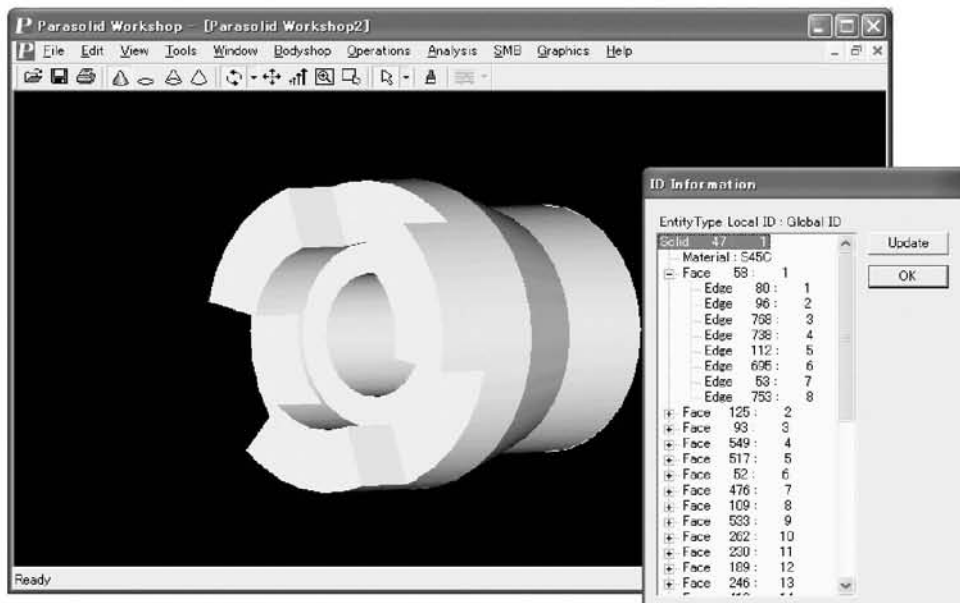 Parasolid Workshop - [Parasolid Workshop2]
File Edit View Tools Window Bodyshop Operations Analysis SMB Graphics Help
ID Information
EntityType Local ID : Global ID
Solid 47 1
Material : S45C
Face 58 : 1
Edge 80 : 1
Edge 96 : 2
Edge 768 : 3
Edge 738 : 4
Edge 112 : 5
Edge 695 : 6
Edge 53 : 7
Edge 753 : 8
Face 125 : 2
Face 93 : 3
Face 549 : 4
Face 517 : 5
Face 52 : 6
Face 476 : 7
Face 109 : 8
Face 533 : 9
Face 262 : 10
Face 230 : 11
Face 189 : 12
Face 246 : 13
Update
OK
Ready